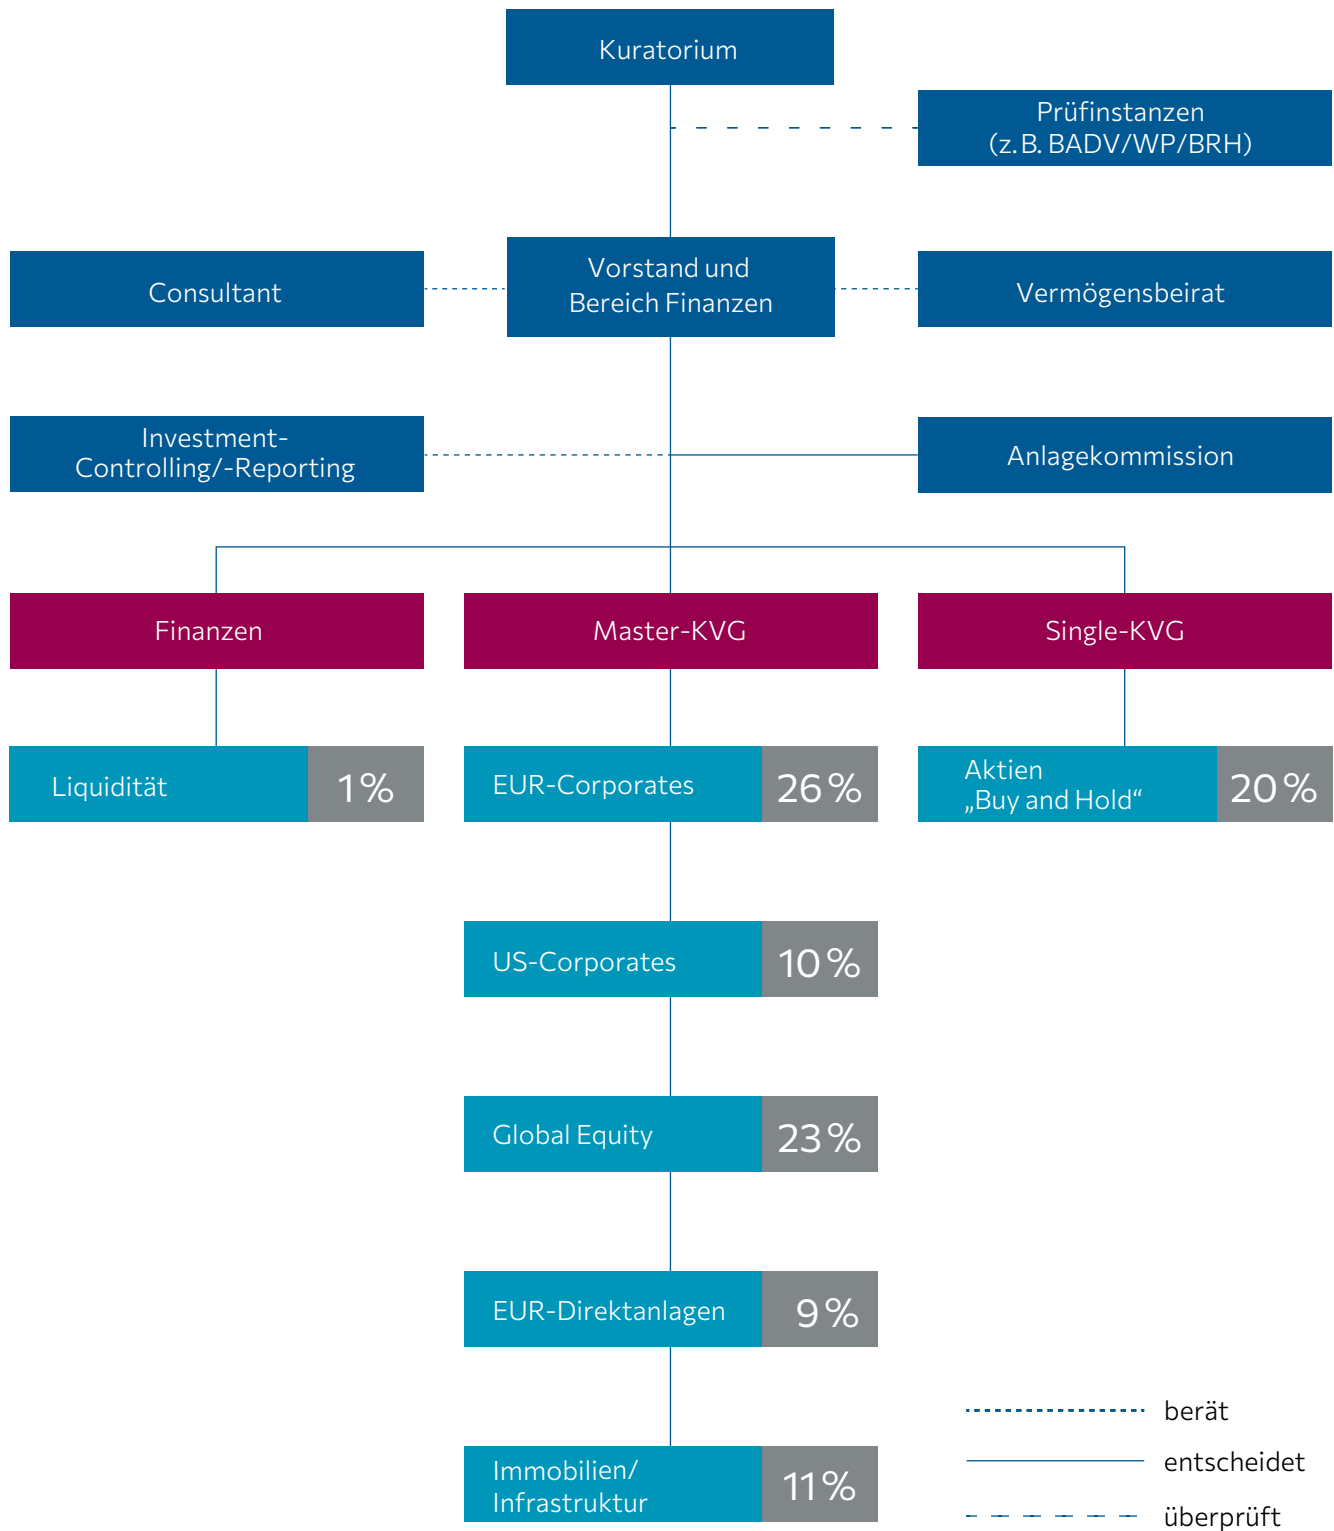 Kuratorium
Prüfinstanzen
(z. B. BADV/WP/BRH)
Consultant
Vorstand und
Bereich Finanzen
Vermögensbeirat
Investment-
Controlling/-Reporting
Anlagekommission
Finanzen
Master-KVG
Single-KVG
Liquidität 1 %
EUR-Corporates 26 %
Aktien
„Buy and Hold“ 20 %
US-Corporates 10 %
Global Equity 23 %
EUR-Direktanlagen 9 %
Immobilien/
Infrastruktur 11 %
berät
entscheidet
überprüft